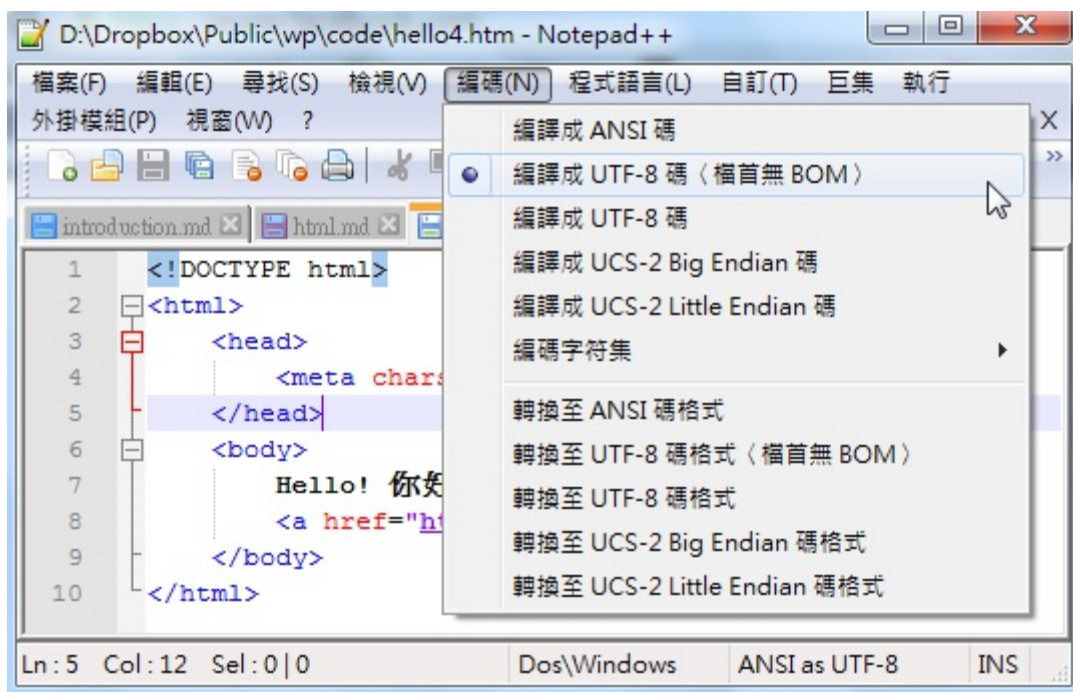 D:\Dropbox\Public\wp\code\hello4.htm - Notepad++
檔案(F) 編輯(E) 尋找(S) 檢視(V) 編碼(N) 程式語言(L) 自訂(T) 巨集 執行
外掛模組(P) 視窗(W) ? X
編譯成 ANSI 碼
編譯成 UTF-8 碼（檔首無 BOM）
編譯成 UTF-8 碼
編譯成 UCS-2 Big Endian 碼
編譯成 UCS-2 Little Endian 碼
編碼字符集
轉換至 ANSI 碼格式
轉換至 UTF-8 碼格式（檔首無 BOM）
轉換至 UTF-8 碼格式
轉換至 UCS-2 Big Endian 碼格式
轉換至 UCS-2 Little Endian 碼格式
introduction.md html.md
1 <!DOCTYPE html>
2 <html>
3 <head>
4 <meta chars
5 </head>
6 <body>
7 Hello! 你好
8 <a href="ht
9 </body>
10 </html>
Ln : 5 Col : 12 Sel : 0 | 0 Dos\Windows ANSI as UTF-8 INS